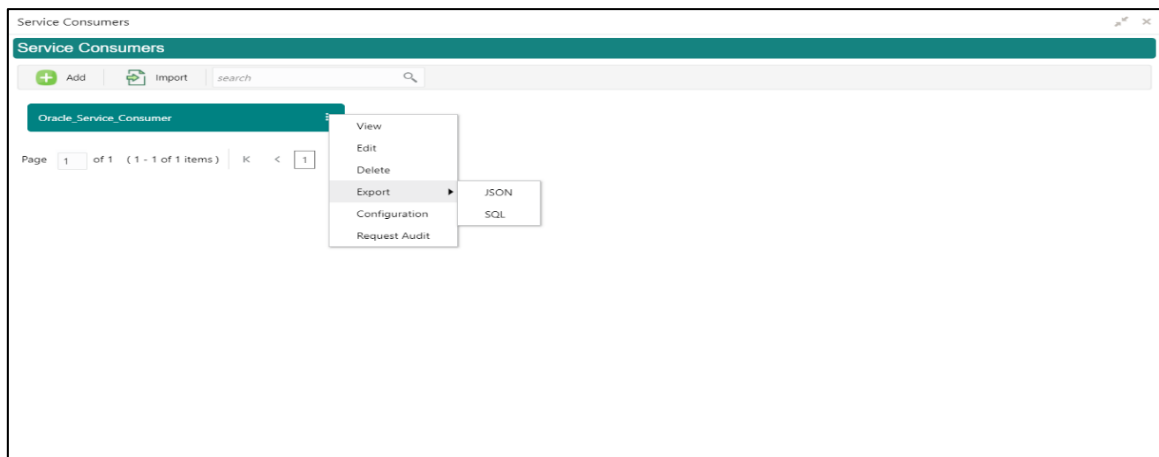 Service Consumers
Service Consumers
Add Import search
Oracle_Service_Consumer
View
Page 1 of 1 ( 1 - 1 of 1 items ) K < 1
Edit
Delete
Export JSON
Configuration SQL
Request Audit